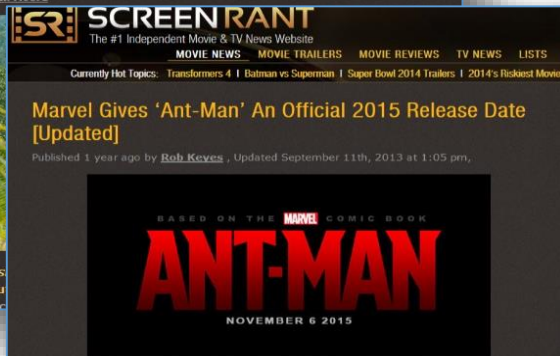 SR SCREEN RANT
The #1 Independent Movie & TV News Website
MOVIE NEWS MOVIE TRAILERS MOVIE REVIEWS TV NEWS LISTS
Currently Hot Topics: Transformers 4 | Batman vs Superman | Super Bowl 2014 Trailers | 2014's Riskiest Movie
Marvel Gives ‘Ant-Man’ An Official 2015 Release Date
[Updated]
Published 1 year ago by Rob Keyes , Updated September 11th, 2013 at 1:05 pm,
BASED ON THE MARVEL COMIC BOOK
ANT-MAN
NOVEMBER 6 2015